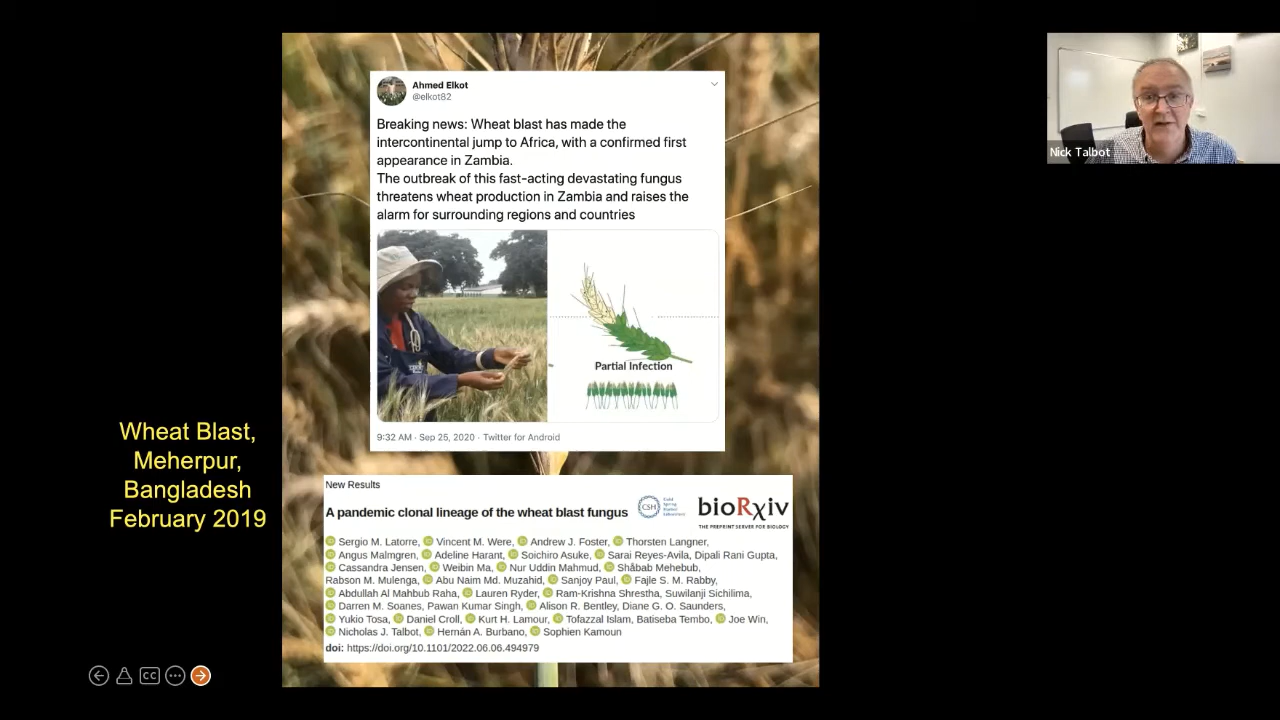 Ahmed Elkot
@elkot82
Breaking news: Wheat blast has made the
intercontinental jump to Africa, with a confirmed first
appearance in Zambia.
The outbreak of this fast-acting devastating fungus
threatens wheat production in Zambia and raises the
alarm for surrounding regions and countries
Partial Infection
9:32 AM · Sep 25, 2020 · Twitter for Android
Nick Talbot
Wheat Blast,
Meherpur,
Bangladesh
February 2019
New Results
A pandemic clonal lineage of the wheat blast fungus
CSH
Cold
Spring
Harbor
Laboratory
bioRχiv
THE PREPRINT SERVER FOR BIOLOGY
Sergio M. Latorre, Vincent M. Were, Andrew J. Foster, Thorsten Langner,
Angus Malmgren, Adeline Harant, Soichiro Asuke, Sarai Reyes-Avila, Dipali Rani Gupta,
Cassandra Jensen, Weibin Ma, Nur Uddin Mahmud, Shåbab Mehebub,
Rabson M. Mulenga, Abu Naim Md. Muzahid, Sanjoy Paul, Fajle S. M. Rabby,
Abdullah Al Mahbub Raha, Lauren Ryder, Ram-Krishna Shrestha, Suwilanji Sichilima,
Darren M. Soanes, Pawan Kumar Singh, Alison R. Bentley, Diane G. O. Saunders,
Yukio Tosa, Daniel Croll, Kurt H. Lamour, Tofazzal Islam, Batiseba Tembo, Joe Win,
Nicholas J. Talbot, Hernán A. Burbano, Sophien Kamoun
doi: https://doi.org/10.1101/2022.06.06.494979
CC